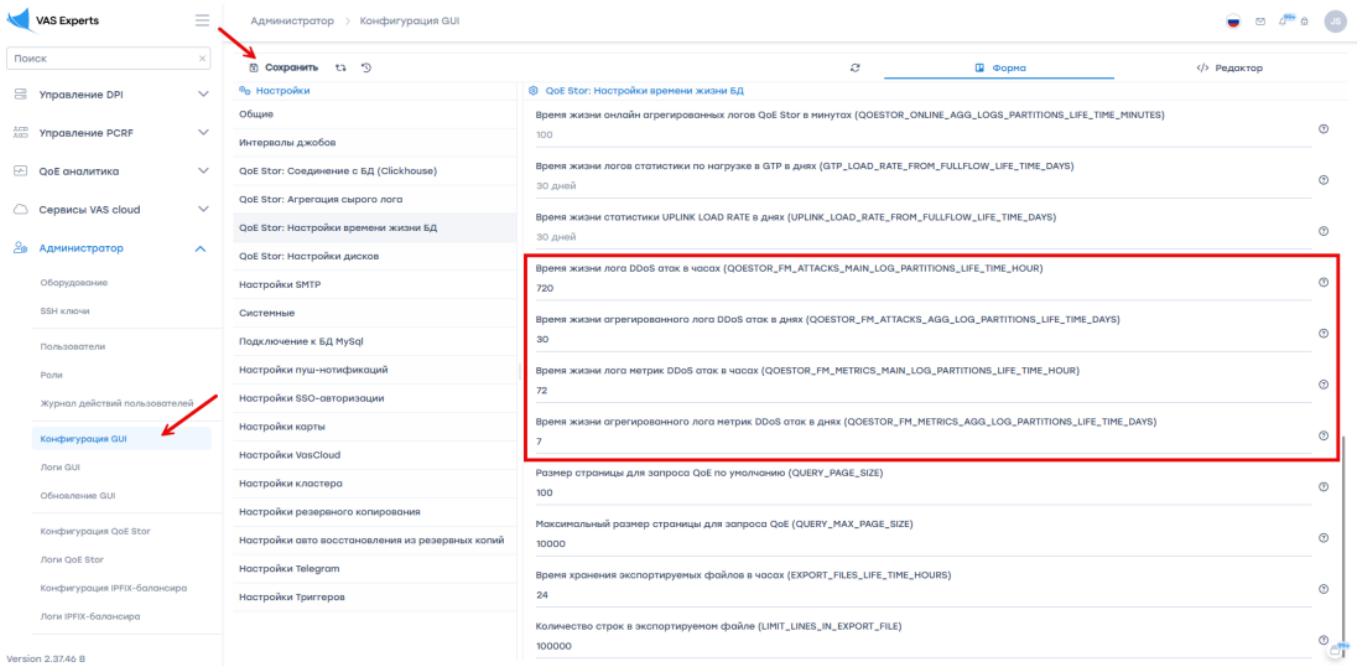 VAS Experts
Администратор > Конфигурация GUI
JS
Поиск
Сохранить
Форма
</> Редактор
Управление DPI
Управление PCRF
QoE аналитика
Сервисы VAS cloud
Администратор
Оборудование
SSH ключи
Пользователи
Роли
Журнал действий пользователей
Конфигурация GUI
Логи GUI
Обновление GUI
Конфигурация QoE Stor
Логи QoE Stor
Конфигурация IPFIX-балансира
Логи IPFIX-балансира
Version 2.37.46 B
Настройки
Общие
Интервалы джобов
QoE Stor: Соединение с БД (Clickhouse)
QoE Stor: Агрегация сырого лога
QoE Stor: Настройки времени жизни БД
QoE Stor: Настройки дисков
Настройки SMTP
Системные
Подключение к БД MySql
Настройки пуш-нотификаций
Настройки SSO-авторизации
Настройки карты
Настройки VasCloud
Настройки кластера
Настройки резервного копирования
Настройки авто восстановления из резервных копий
Настройки Telegram
Настройки Триггеров
QoE Stor: Настройки времени жизни БД
Время жизни онлайн агрегированных логов QoE Stor в минутах (QOESTOR_ONLINE_AGG_LOGS_PARTITIONS_LIFE_TIME_MINUTES)
100
Время жизни логов статистики по нагрузке в GTP в днях (GTP_LOAD_RATE_FROM_FULLFLOW_LIFE_TIME_DAYS)
30 дней
Время жизни статистики UPLINK LOAD RATE в днях (UPLINK_LOAD_RATE_FROM_FULLFLOW_LIFE_TIME_DAYS)
30 дней
Время жизни лога DDoS атак в часах (QOESTOR_FM_ATTACKS_MAIN_LOG_PARTITIONS_LIFE_TIME_HOUR)
720
Время жизни агрегированного лога DDoS атак в днях (QOESTOR_FM_ATTACKS_AGG_LOG_PARTITIONS_LIFE_TIME_DAYS)
30
Время жизни лога метрик DDoS атак в часах (QOESTOR_FM_METRICS_MAIN_LOG_PARTITIONS_LIFE_TIME_HOUR)
72
Время жизни агрегированного лога метрик DDoS атак в днях (QOESTOR_FM_METRICS_AGG_LOG_PARTITIONS_LIFE_TIME_DAYS)
7
Размер страницы для запроса QoE по умолчанию (QUERY_PAGE_SIZE)
100
Максимальный размер страницы для запроса QoE (QUERY_MAX_PAGE_SIZE)
10000
Время хранения экспортируемых файлов в часах (EXPORT_FILES_LIFE_TIME_HOURS)
24
Количество строк в экспортируемом файле (LIMIT_LINES_IN_EXPORT_FILE)
100000